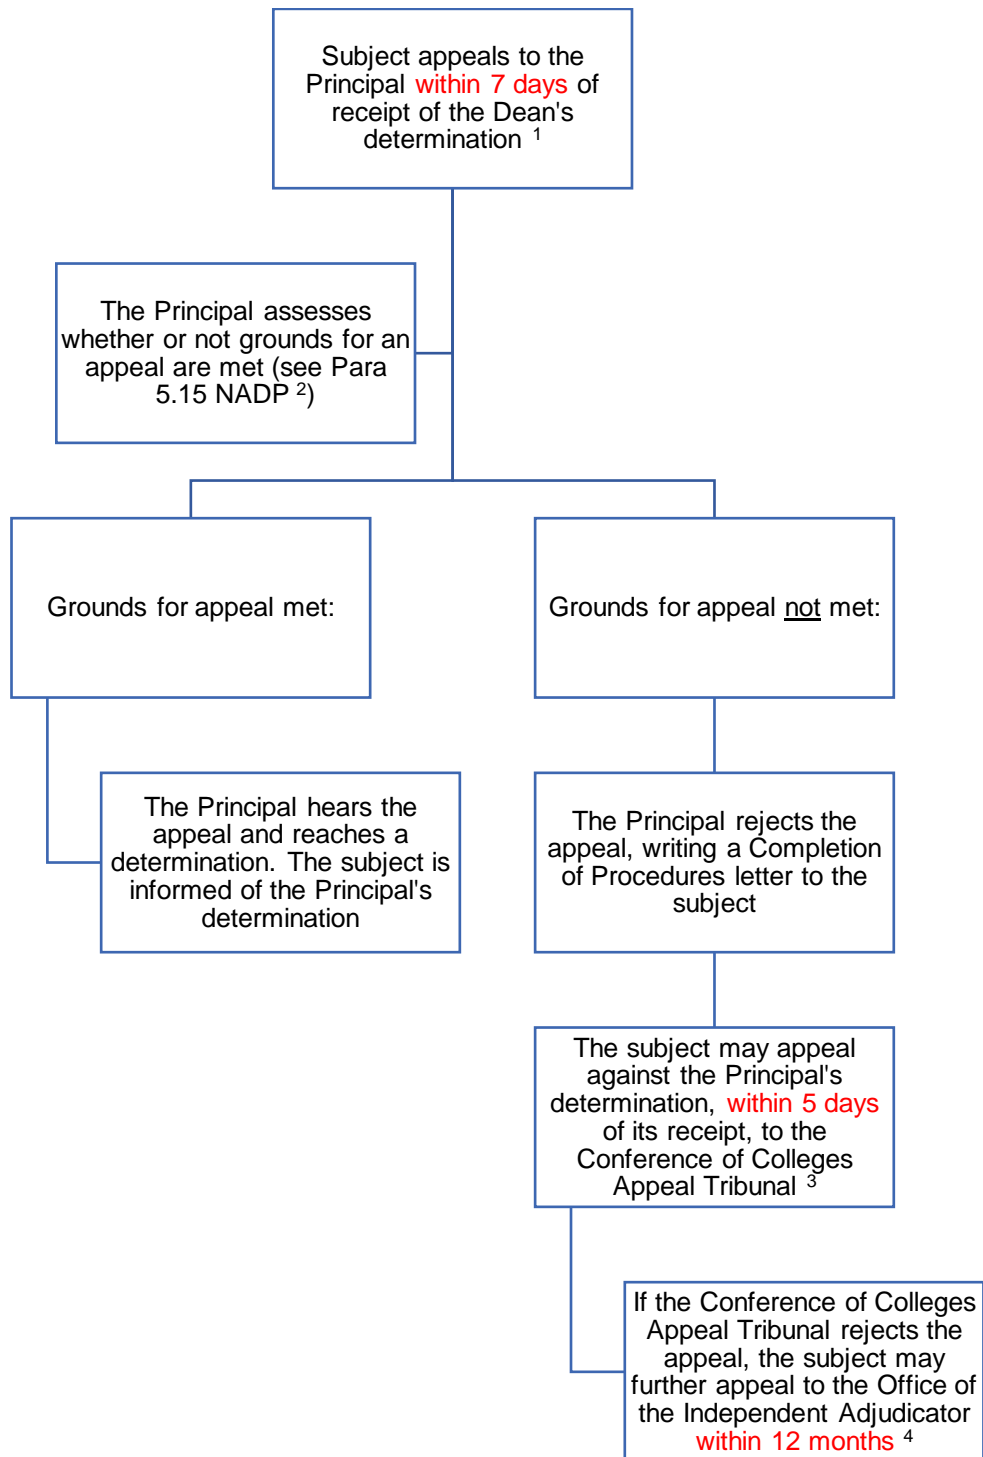 Subject appeals to the
Principal within 7 days of
receipt of the Dean's
determination 1
The Principal assesses
whether or not grounds for an
appeal are met (see Para
5.15 NADP 2)
Grounds for appeal met:
Grounds for appeal not met:
The Principal hears the
appeal and reaches a
determination. The subject is
informed of the Principal's
determination
The Principal rejects the
appeal, writing a Completion
of Procedures letter to the
subject
The subject may appeal
against the Principal's
determination, within 5 days
of its receipt, to the
Conference of Colleges
Appeal Tribunal 3
If the Conference of Colleges
Appeal Tribunal rejects the
appeal, the subject may
further appeal to the Office of
the Independent Adjudicator
within 12 months 4